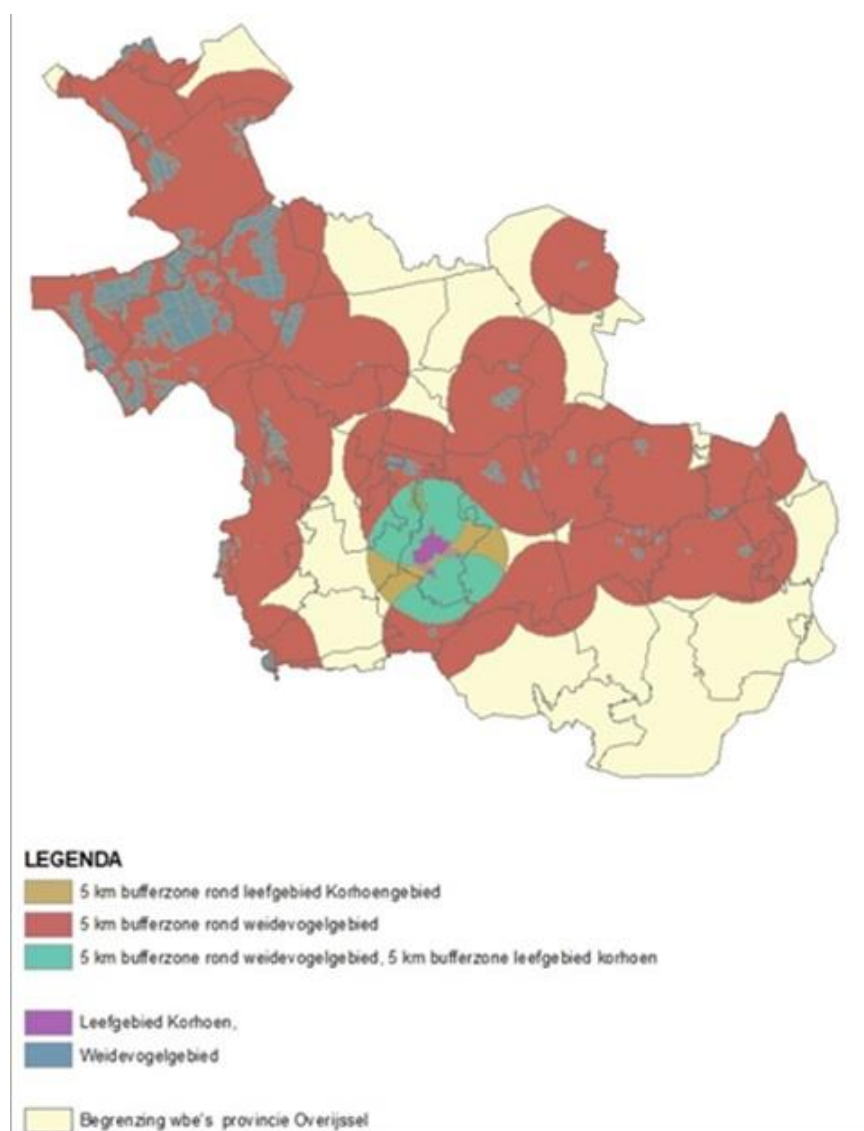 LEGENDA
5 km bufferzone rond leefgebied Korhoengebied
5 km bufferzone rond weidevogelgebied
5 km bufferzone rond weidevogelgebied, 5 km bufferzone leefgebied korhoen
Leefgebied Korhoen,
Weidevogelgebied
Begrenzing wbe's provincie Overijssel